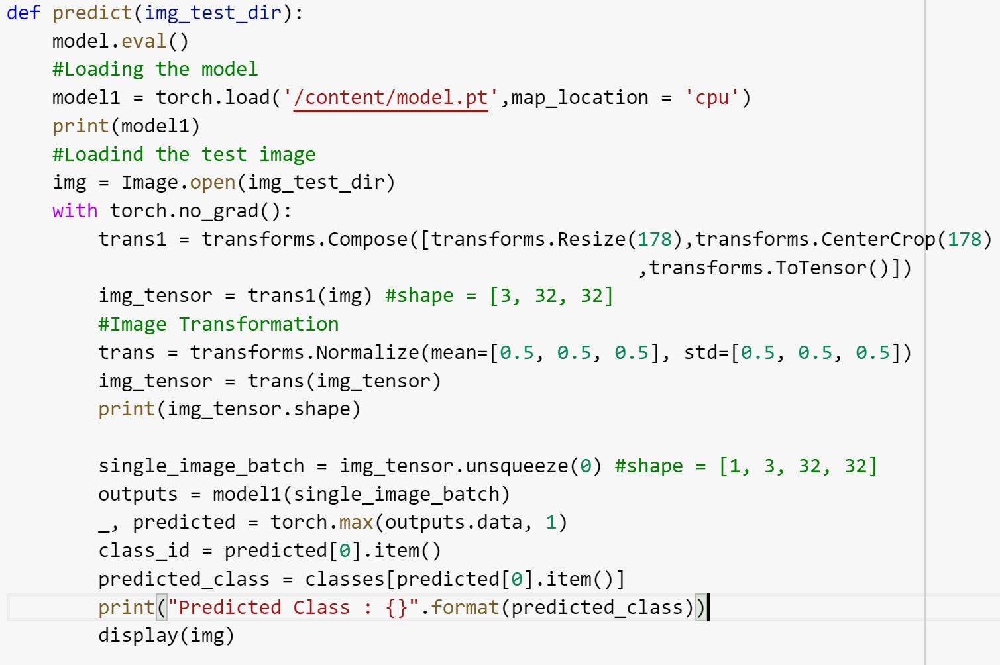 def predict(img_test_dir):
    model.eval()
    #Loading the model
    model1 = torch.load('/content/model.pt',map_location = 'cpu')
    print(model1)
    #Loadind the test image
    img = Image.open(img_test_dir)
    with torch.no_grad():
        trans1 = transforms.Compose([transforms.Resize(178),transforms.CenterCrop(178)
                                                       ,transforms.ToTensor()])
        img_tensor = trans1(img) #shape = [3, 32, 32]
        #Image Transformation
        trans = transforms.Normalize(mean=[0.5, 0.5, 0.5], std=[0.5, 0.5, 0.5])
        img_tensor = trans(img_tensor)
        print(img_tensor.shape)

        single_image_batch = img_tensor.unsqueeze(0) #shape = [1, 3, 32, 32]
        outputs = model1(single_image_batch)
        _, predicted = torch.max(outputs.data, 1)
        class_id = predicted[0].item()
        predicted_class = classes[predicted[0].item()]
        print("Predicted Class : {}".format(predicted_class))
        display(img)